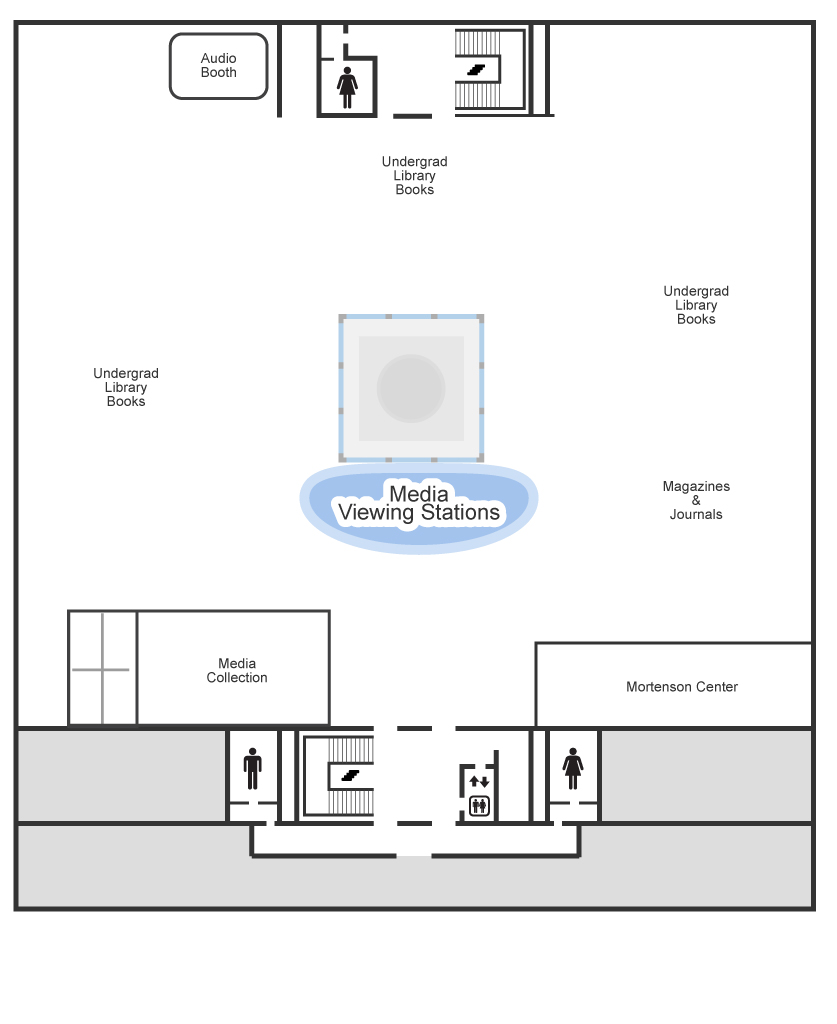 Audio
Booth
Undergrad
Library
Books
Undergrad
Library
Books
Undergrad
Library
Books
Media
Viewing Stations
Magazines
&
Journals
Media
Collection
Mortenson Center